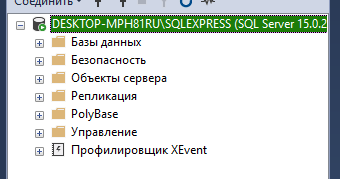 Соединить
DESKTOP-MPH81RU\SQLEXPRESS (SQL Server 15.0.2
Базы данных
Безопасность
Объекты сервера
Репликация
PolyBase
Управление
Профилировщик XEvent